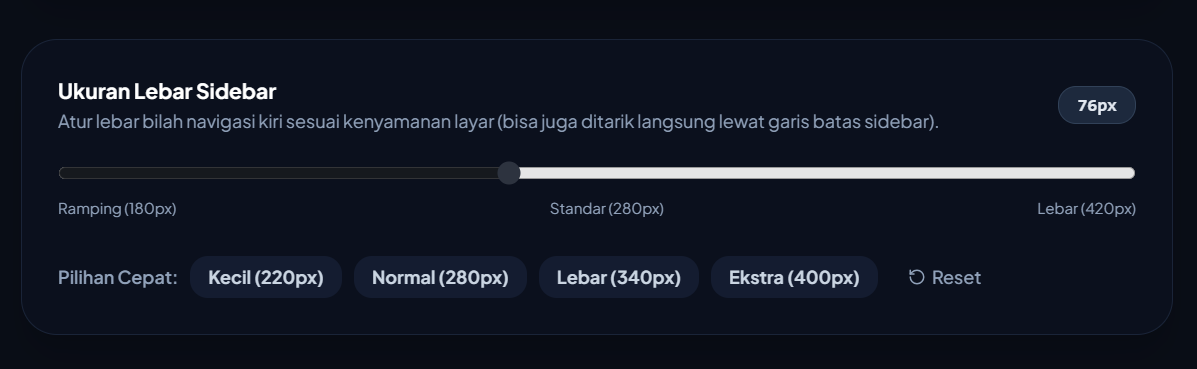 Ukuran Lebar Sidebar
76px
Atur lebar bilah navigasi kiri sesuai kenyamanan layar (bisa juga ditarik langsung lewat garis batas sidebar).
Ramping (180px) Standar (280px) Lebar (420px)
Pilihan Cepat: Kecil (220px) Normal (280px) Lebar (340px) Ekstra (400px) Reset